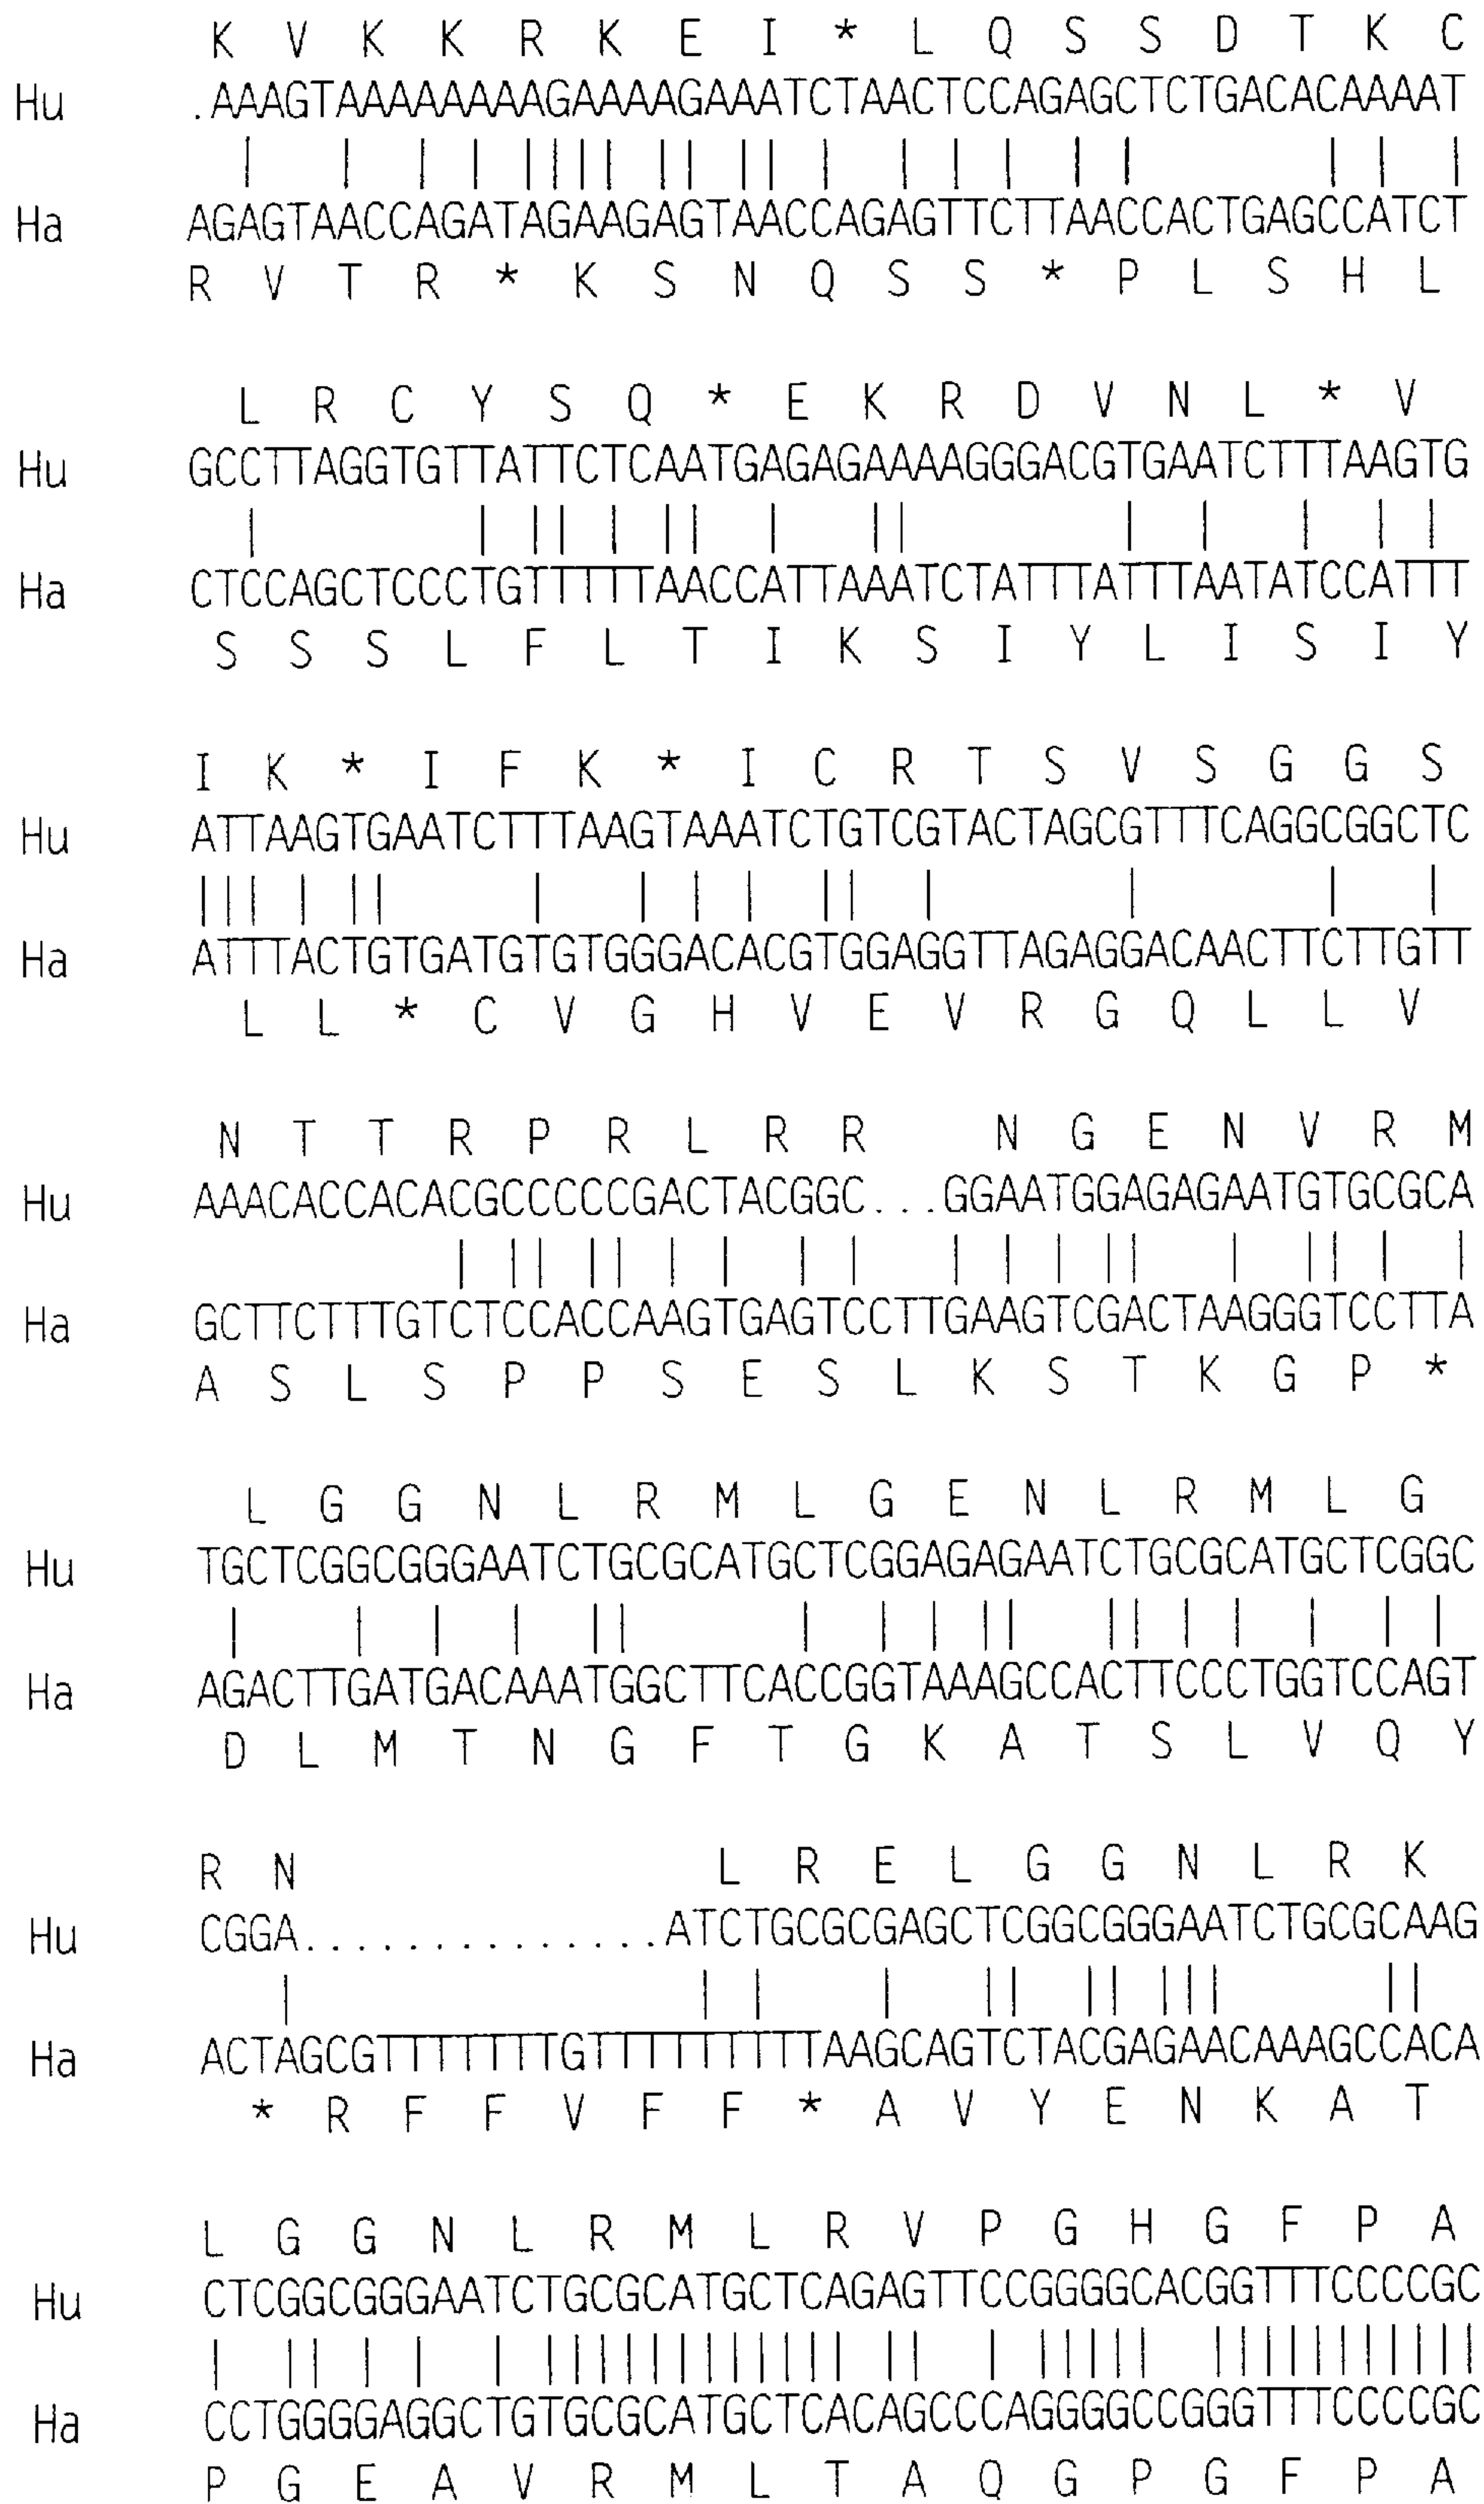 K V K K R K E I * L Q S S D T K C
Hu .AAAGTAAAAAAAAGAAAAGAAATCTAACTCCAGAGCTCTGACACAAAAT
Ha AGAGTAACCAGATAGAAGAGTAACCAGAGTTCTTAACCACTGAGCCATCT
R V T R * K S N Q S S * P L S H L
L R C Y S Q * E K R D V N L * V
Hu GCCTTAGGTGTTATTCTCAATGAGAGAAAAGGGACGTGAATCTTTAAGTG
Ha CTCCAGCTCCCTGTTTTTAACCATTAAATCTATTTATTTAATATCCATTT
S S S L F L T I K S I Y L I S I Y
I K * I F K * I C R T S V S G G S
Hu ATTAAGTGAATCTTTAAGTAAATCTGTCGTACTAGCGTTTCAGGCGGCTC
Ha ATTTACTGTGATGTGTGGGACACGTGGAGGTTAGAGGACAACTTCTTGTT
L L * C V G H V E V R G Q L L V
N T T R P R L R R N G E N V R M
Hu AAACACCACACGCCCCCGACTACGGC...GGAATGGAGAGAATGTGCGCA
Ha GCTTCTTTGTCTCCACCAAGTGAGTCCTTGAAGTCGACTAAGGGTCCTTA
A S L S P P S E S L K S T K G P *
L G G N L R M L G E N L R M L G
Hu TGCTCGGCGGGAATCTGCGCATGCTCGGAGAGAATCTGCGCATGCTCGGC
Ha AGACTTGATGACAAATGGCTTCACCGGTAAAGCCACTTCCCTGGTCCAGT
D L M T N G F T G K A T S L V Q Y
R N L R E L G G N L R K
Hu CGGA..............ATCTGCGCGAGCTCGGCGGGAATCTGCGCAAG
Ha ACTAGCGTTTTTTTGTTTTTTTTTAAGCAGTCTACGAGAACAAAGCCACA
* R F F V F F * A V Y E N K A T
L G G N L R M L R V P G H G F P A
Hu CTCGGCGGGAATCTGCGCATGCTCAGAGTTCCGGGGCACGGTTTCCCCGC
Ha CCTGGGGAGGCTGTGCGCATGCTCACAGCCCAGGGGCCGGGTTTCCCCGC
P G E A V R M L T A Q G P G F P A